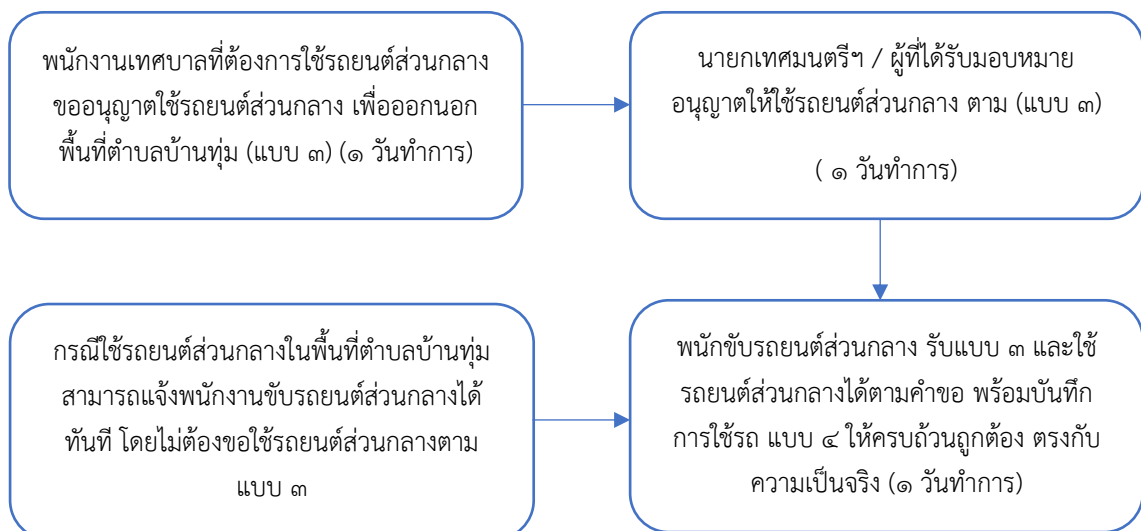 พนักงานเทศบาลที่ต้องการใช้รถยนต์ส่วนกลาง
ขออนุญาตใช้รถยนต์ส่วนกลาง เพื่อออกนอก
พื้นที่ตำบลบ้านทุ่ม (แบบ ๓) (๑ วันทำการ)
นายกเทศมนตรีฯ / ผู้ที่ได้รับมอบหมาย
อนุญาตให้ใช้รถยนต์ส่วนกลาง ตาม (แบบ ๓)
( ๑ วันทำการ)
กรณีใช้รถยนต์ส่วนกลางในพื้นที่ตำบลบ้านทุ่ม
สามารถแจ้งพนักงานขับรถยนต์ส่วนกลางได้
ทันที โดยไม่ต้องขอใช้รถยนต์ส่วนกลางตาม
แบบ ๓
พนักขับรถยนต์ส่วนกลาง รับแบบ ๓ และใช้
รถยนต์ส่วนกลางได้ตามคำขอ พร้อมบันทึก
การใช้รถ แบบ ๔ ให้ครบถ้วนถูกต้อง ตรงกับ
ความเป็นจริง (๑ วันทำการ)